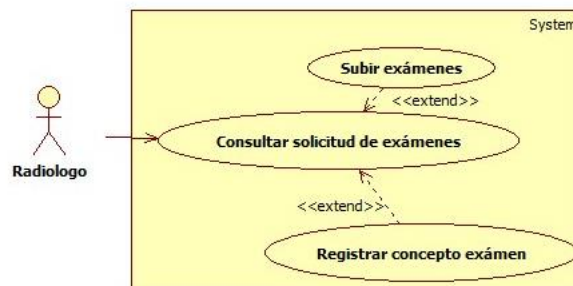 System
Subir exámenes
<<extend>>
Consultar solicitud de exámenes
Radiologo
<<extend>>
Registrar concepto exámen